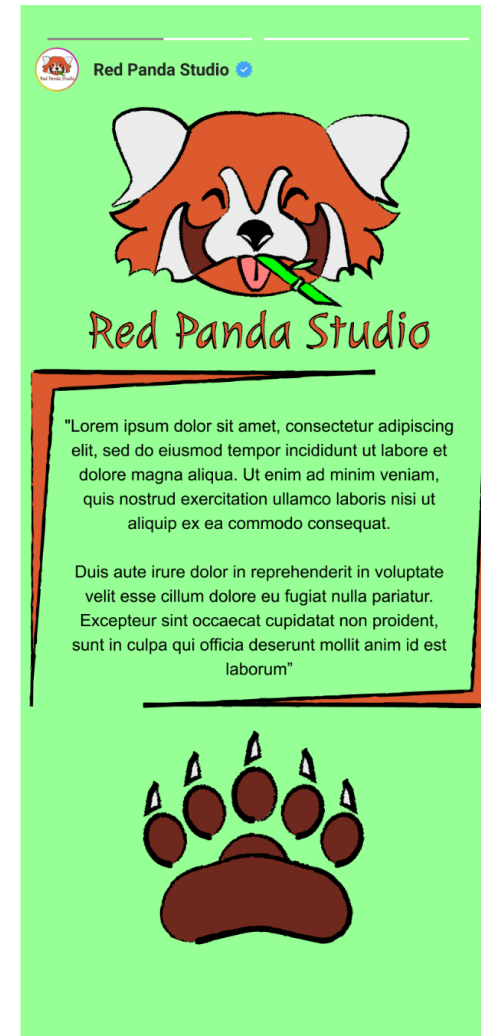 Red Panda Studio
Red Panda Studio
"Lorem ipsum dolor sit amet, consectetur adipiscing
elit, sed do eiusmod tempor incididunt ut labore et
dolore magna aliqua. Ut enim ad minim veniam,
quis nostrud exercitation ullamco laboris nisi ut
aliquip ex ea commodo consequat.
Duis aute irure dolor in reprehenderit in voluptate
velit esse cillum dolore eu fugiat nulla pariatur.
Excepteur sint occaecat cupidatat non proident,
sunt in culpa qui officia deserunt mollit anim id est
laborum”